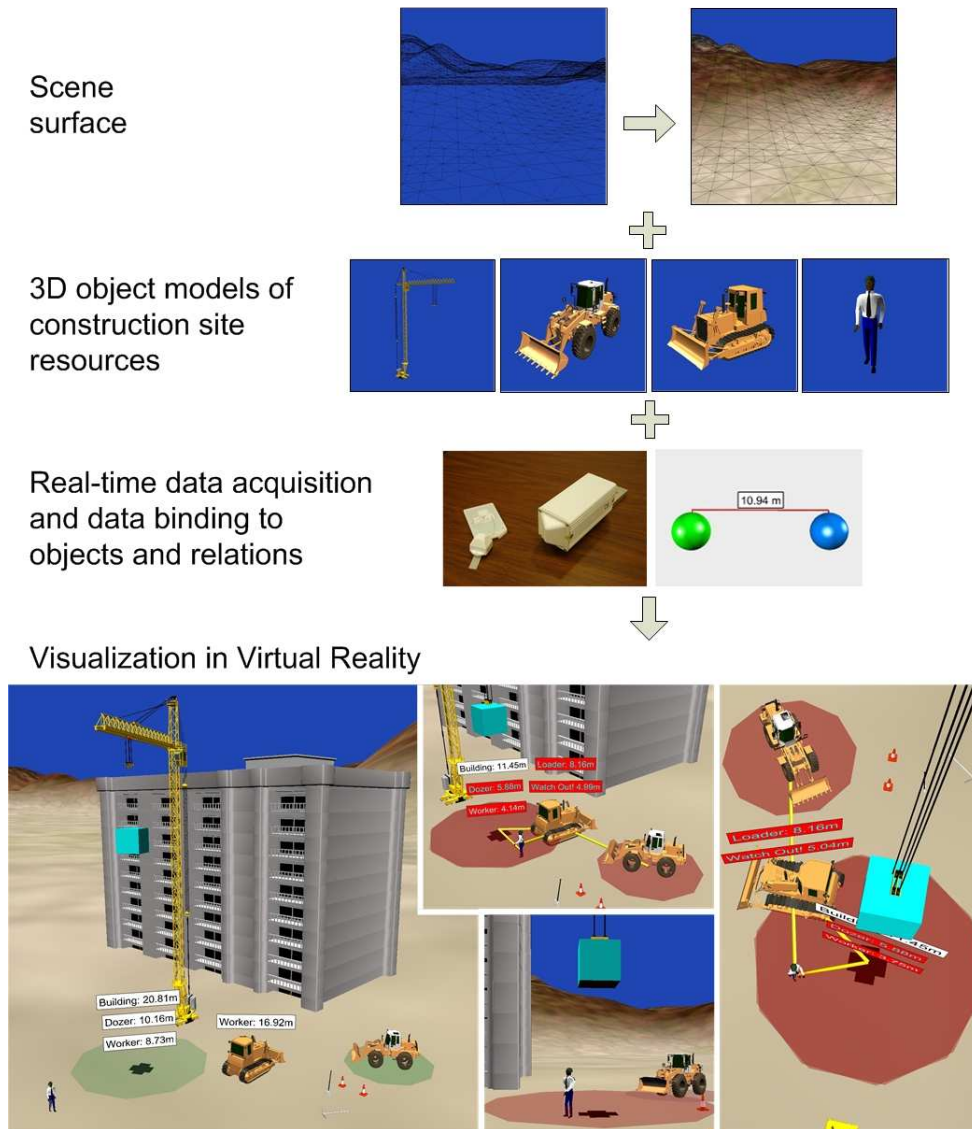 Scene
surface
3D object models of
construction site
resources
Real-time data acquisition
and data binding to
objects and relations
10.94 m
Visualization in Virtual Reality
Building: 20.81m
Dozer: 10.16m
Worker: 8.73m
Worker: 16.92m
Building: 11.45m
Loader: 8.16m
Dozer: 5.88m
Watch Out! 4.99m
Worker: 4.14m
Loader: 8.16m
Watch Out! 5.04m
45m